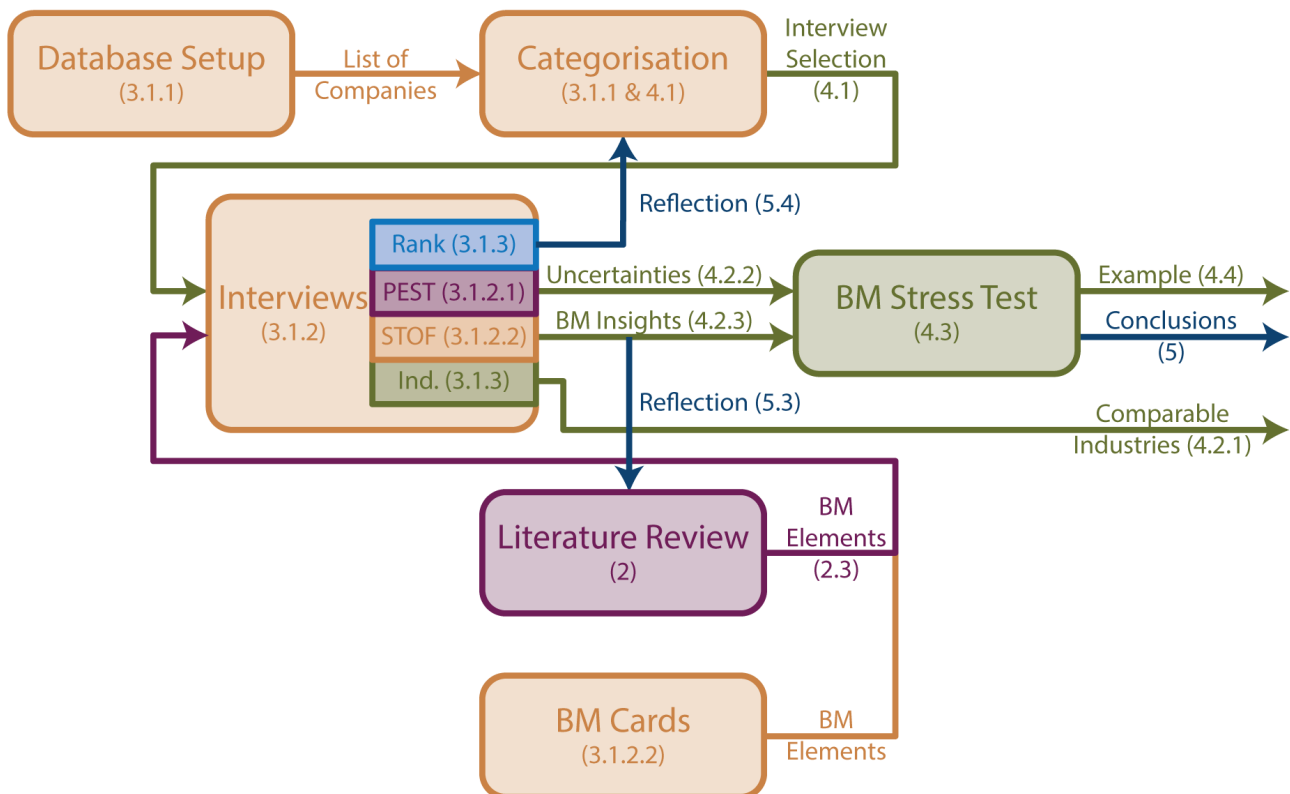 Database Setup
(3.1.1)
List of
Companies
Categorisation
(3.1.1 & 4.1)
Interview
Selection
(4.1)
Reflection (5.4)
Interviews
(3.1.2)
Rank (3.1.3)
PEST (3.1.2.1)
STOF (3.1.2.2)
Ind. (3.1.3)
Uncertainties (4.2.2)
BM Insights (4.2.3)
Reflection (5.3)
BM Stress Test
(4.3)
Example (4.4)
Conclusions
(5)
Comparable
Industries (4.2.1)
Literature Review
(2)
BM
Elements
(2.3)
BM Cards
(3.1.2.2)
BM
Elements